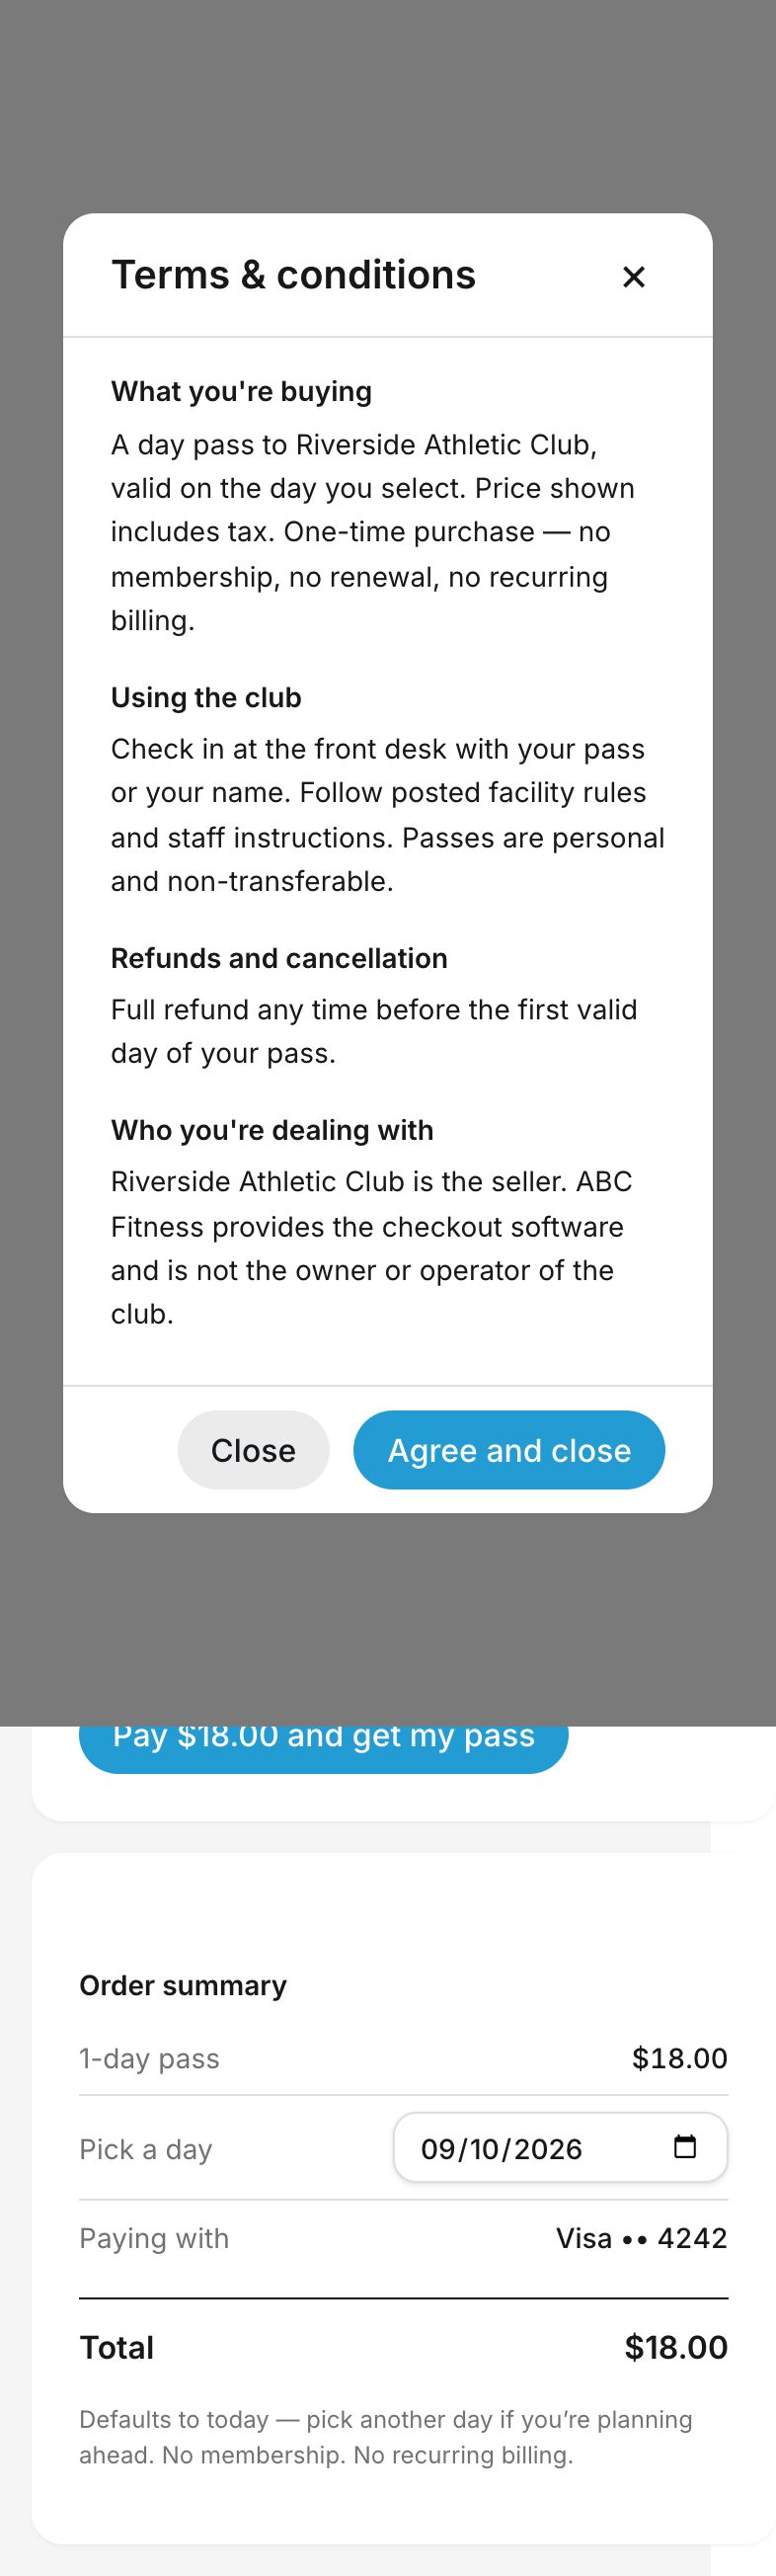 Terms & conditions
What you're buying
A day pass to Riverside Athletic Club,
valid on the day you select. Price shown
includes tax. One-time purchase — no
membership, no renewal, no recurring
billing.
Using the club
Check in at the front desk with your pass
or your name. Follow posted facility rules
and staff instructions. Passes are personal
and non-transferable.
Refunds and cancellation
Full refund any time before the first valid
day of your pass.
Who you're dealing with
Riverside Athletic Club is the seller. ABC
Fitness provides the checkout software
and is not the owner or operator of the
club.
Close
Agree and close
Pay $18.00 and get my pass
Order summary
1-day pass $18.00
Pick a day 09/10/2026
Paying with Visa •• 4242
Total $18.00
Defaults to today — pick another day if you’re planning
ahead. No membership. No recurring billing.